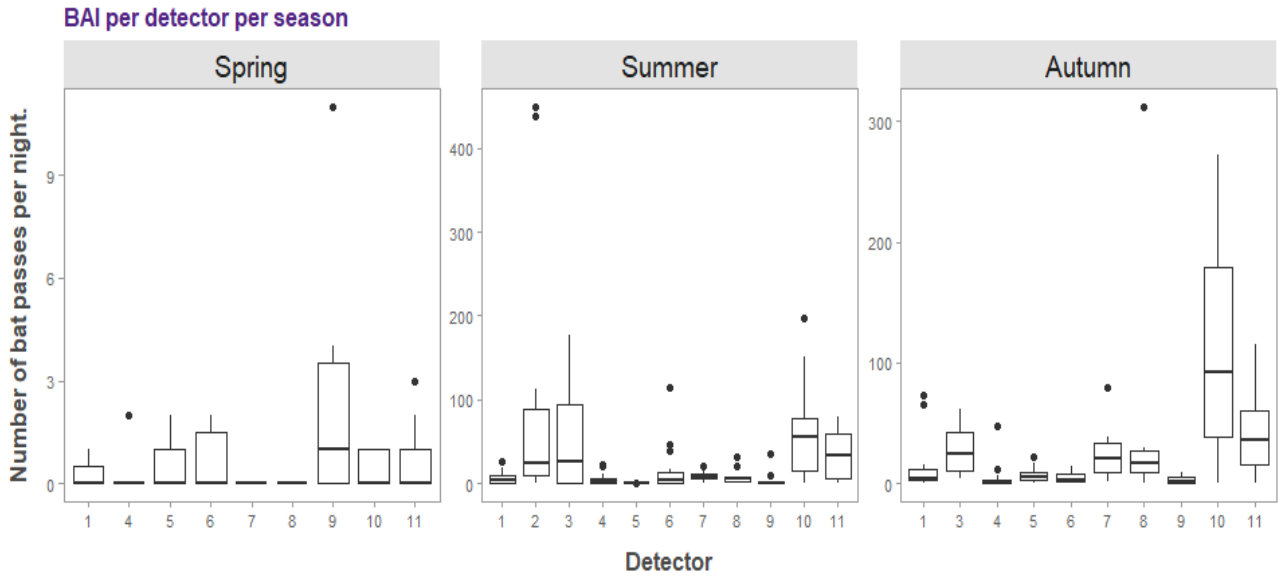 BAI per detector per season
Spring
Summer
Autumn
Number of bat passes per night.
9
6
3
0
1 4 5 6 7 8 9 10 11
400
300
200
100
0
1 2 3 4 5 6 7 8 9 10 11
300
200
100
0
1 3 4 5 6 7 8 9 10 11
Detector